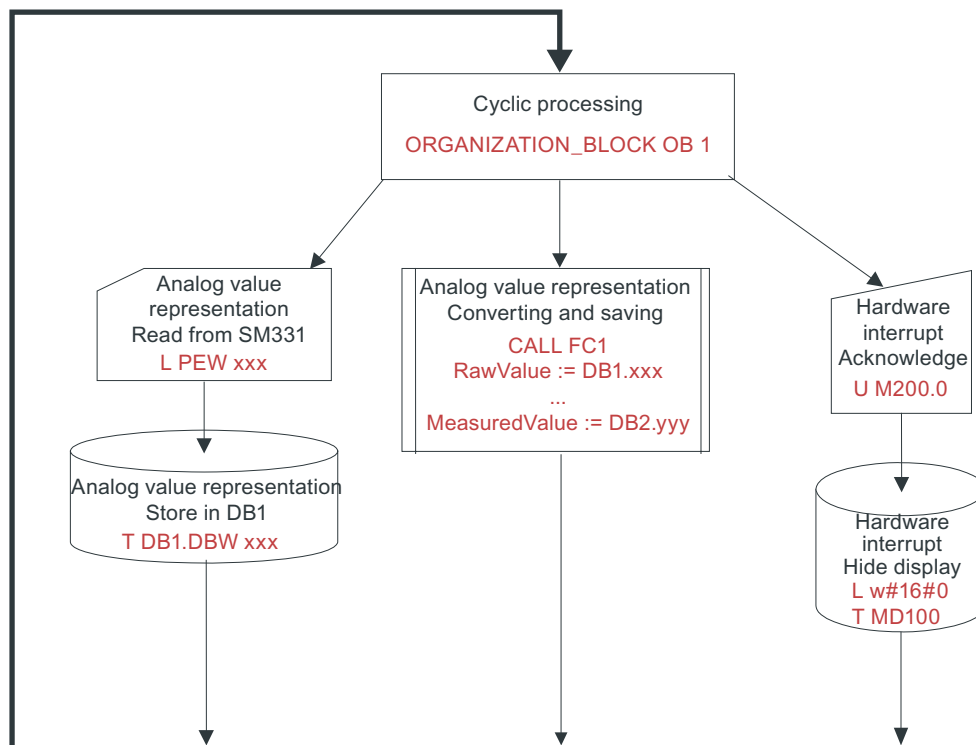 Cyclic processing
ORGANIZATION_BLOCK OB 1
Analog value
representation
Read from SM331
L PEW xxx
Analog value representation
Store in DB1
T DB1.DBW xxx
Analog value representation
Converting and saving
CALL FC1
RawValue := DB1.xxx
...
MeasuredValue := DB2.yyy
Hardware
interrupt
Acknowledge
U M200.0
Hardware
interrupt
Hide display
L w#16#0
T MD100